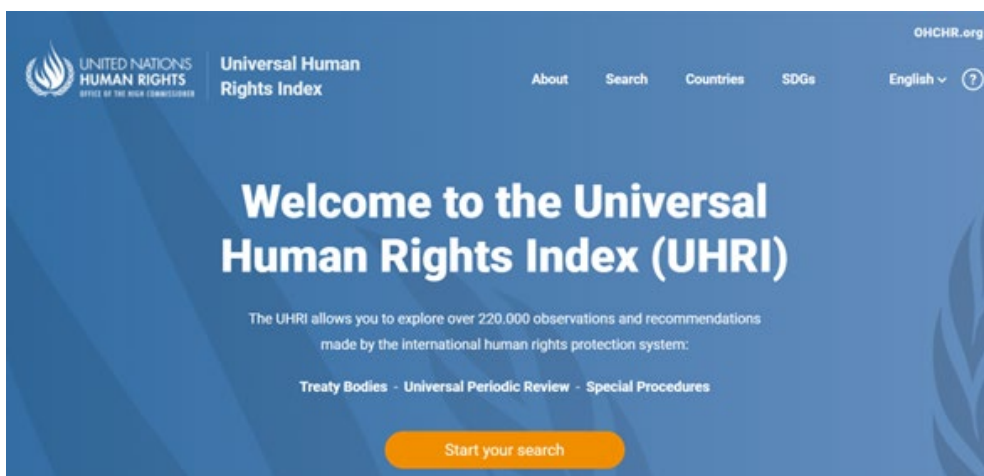 OHCHR.org
UNITED NATIONS
HUMAN RIGHTS
OFFICE OF THE HIGH COMMISSIONER
Universal Human
Rights Index
About Search Countries SDGs English ?
Welcome to the Universal
Human Rights Index (UHRI)
The UHRI allows you to explore over 220.000 observations and recommendations
made by the international human rights protection system:
Treaty Bodies - Universal Periodic Review - Special Procedures
Start your search